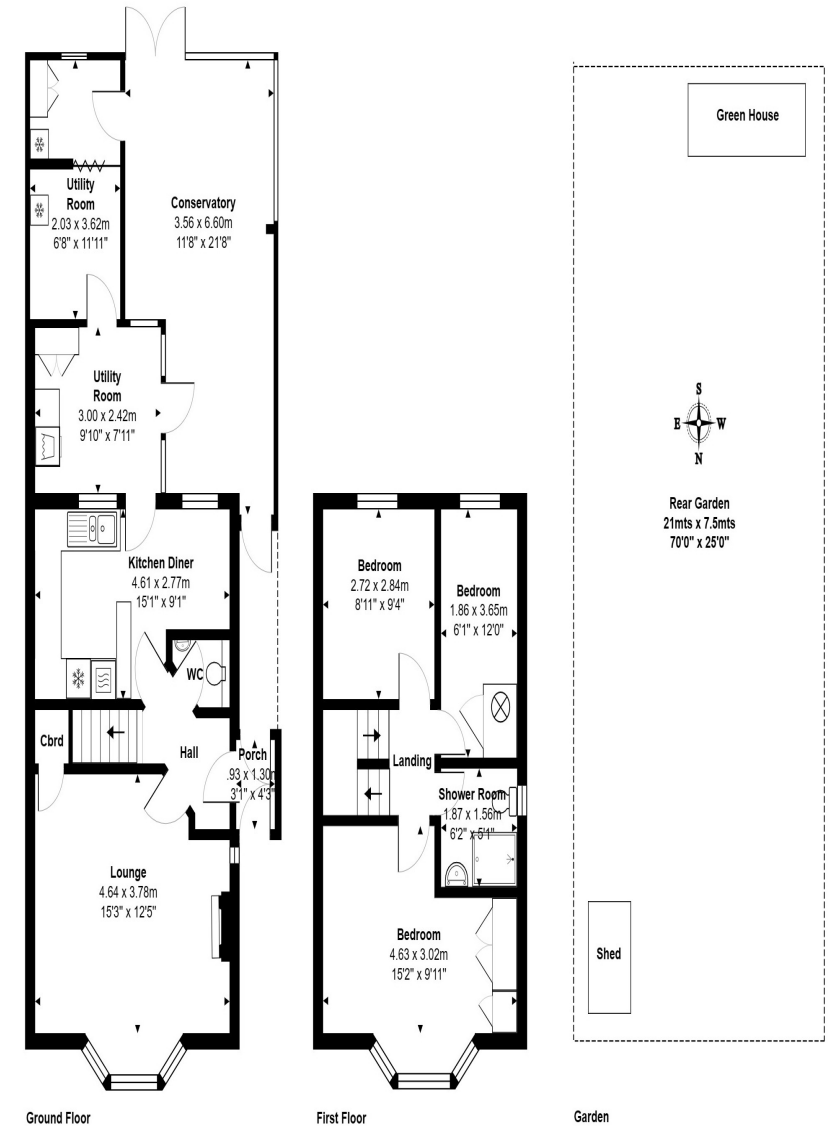 Utility
Room
2.03 x 3.62m
6'8" x 11'11"
Conservatory
3.56 x 6.60m
11'8" x 21'8"
Utility
Room
3.00 x 2.42m
9'10" x 7'11"
Kitchen Diner
4.61 x 2.77m
15'1" x 9'1"
WC
Cbrd
Hall
Porch
.93 x 1.30m
3'1" x 4'3"
Lounge
4.64 x 3.78m
15'3" x 12'5"
Ground Floor
Bedroom
2.72 x 2.84m
8'11" x 9'4"
Bedroom
1.86 x 3.65m
6'1" x 12'0"
Landing
Shower Room
1.87 x 1.56m
6'2" x 5'1"
Bedroom
4.63 x 3.02m
15'2" x 9'11"
First Floor
Green House
S
E W
N
Rear Garden
21mts x 7.5mts
70'0" x 25'0"
Shed
Garden